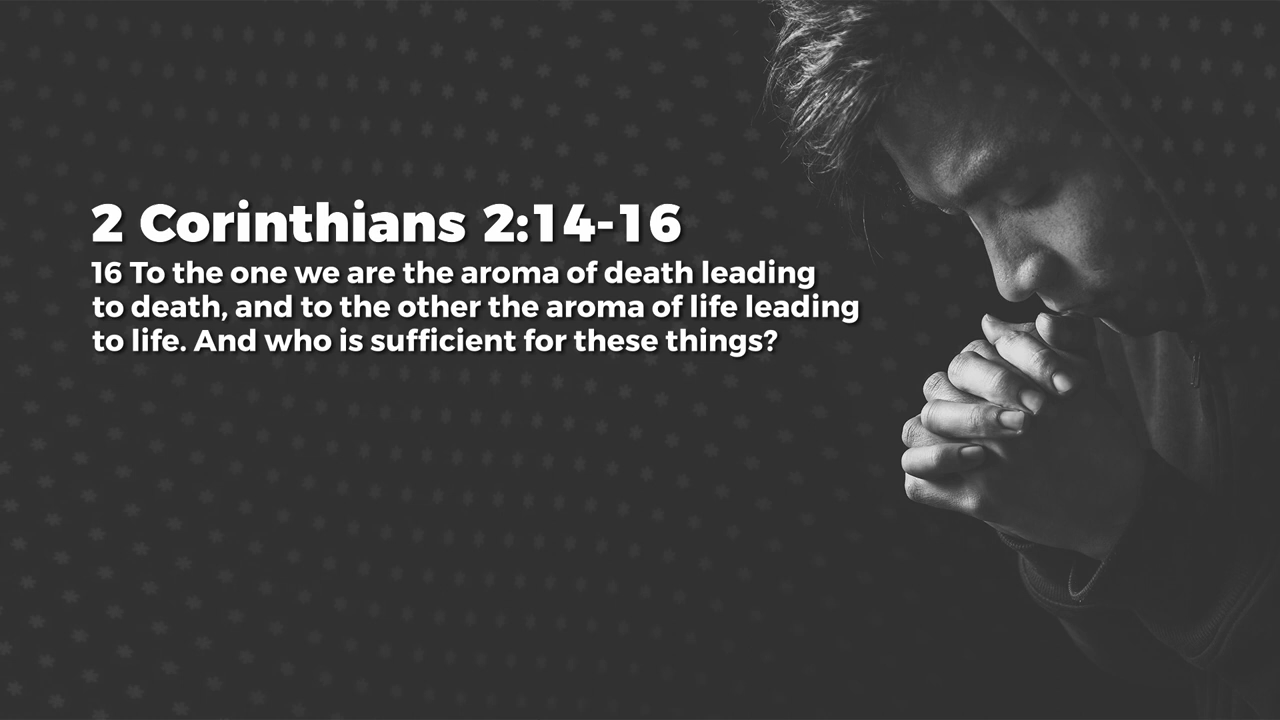 2 Corinthians 2:14-16
16 To the one we are the aroma of death leading
to death, and to the other the aroma of life leading
to life. And who is sufficient for these things?